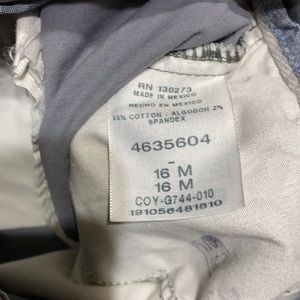 RN 130273
MADE IN MEXICO
HECHO EN MEXICO
98% COTTON / ALGODON 2%
SPANDEX
4635604
-
16 M
16 M
COY-G744-010
191056481810